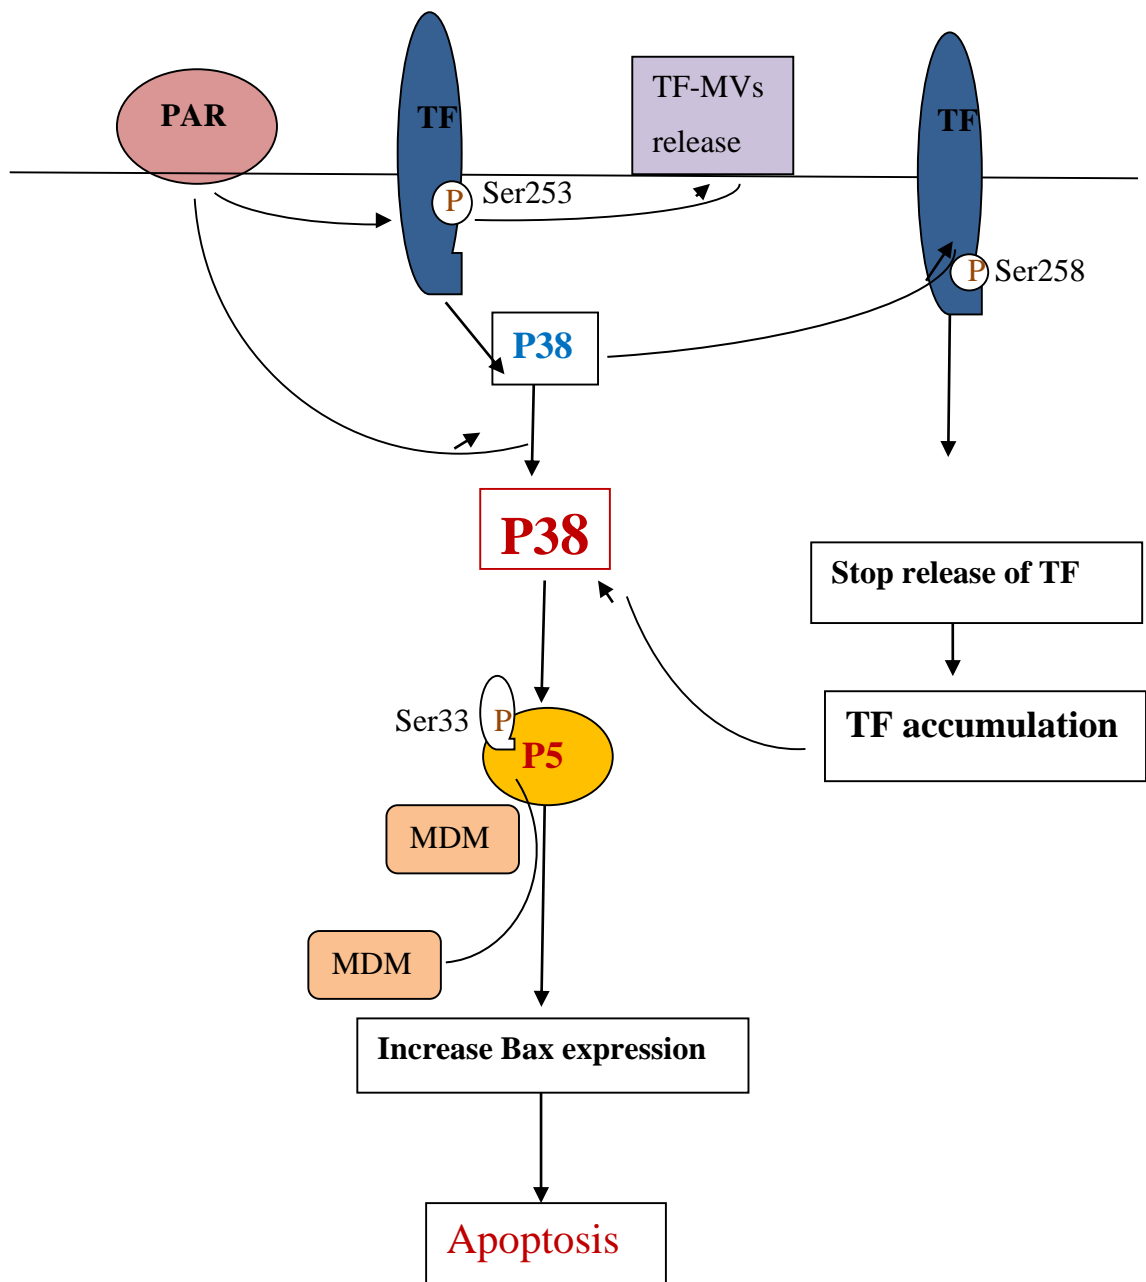 TF-MVs
release
PAR
TF
TF
P
Ser253
P
Ser258
P38
P38
Stop release of TF
TF accumulation
Ser33
P
P5
MDM
MDM
Increase Bax expression
Apoptosis